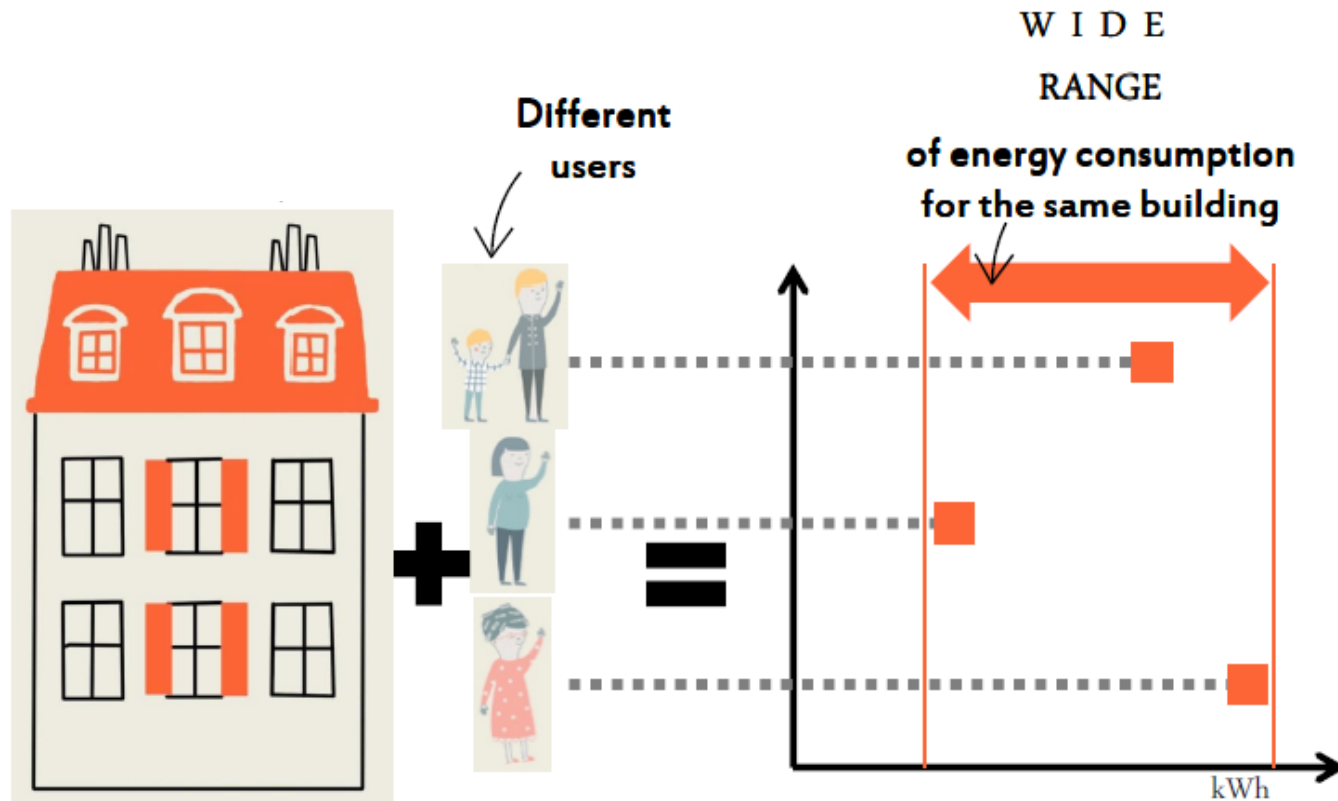 Different
users
W I D E
RANGE
of energy consumption
for the same building
kWh